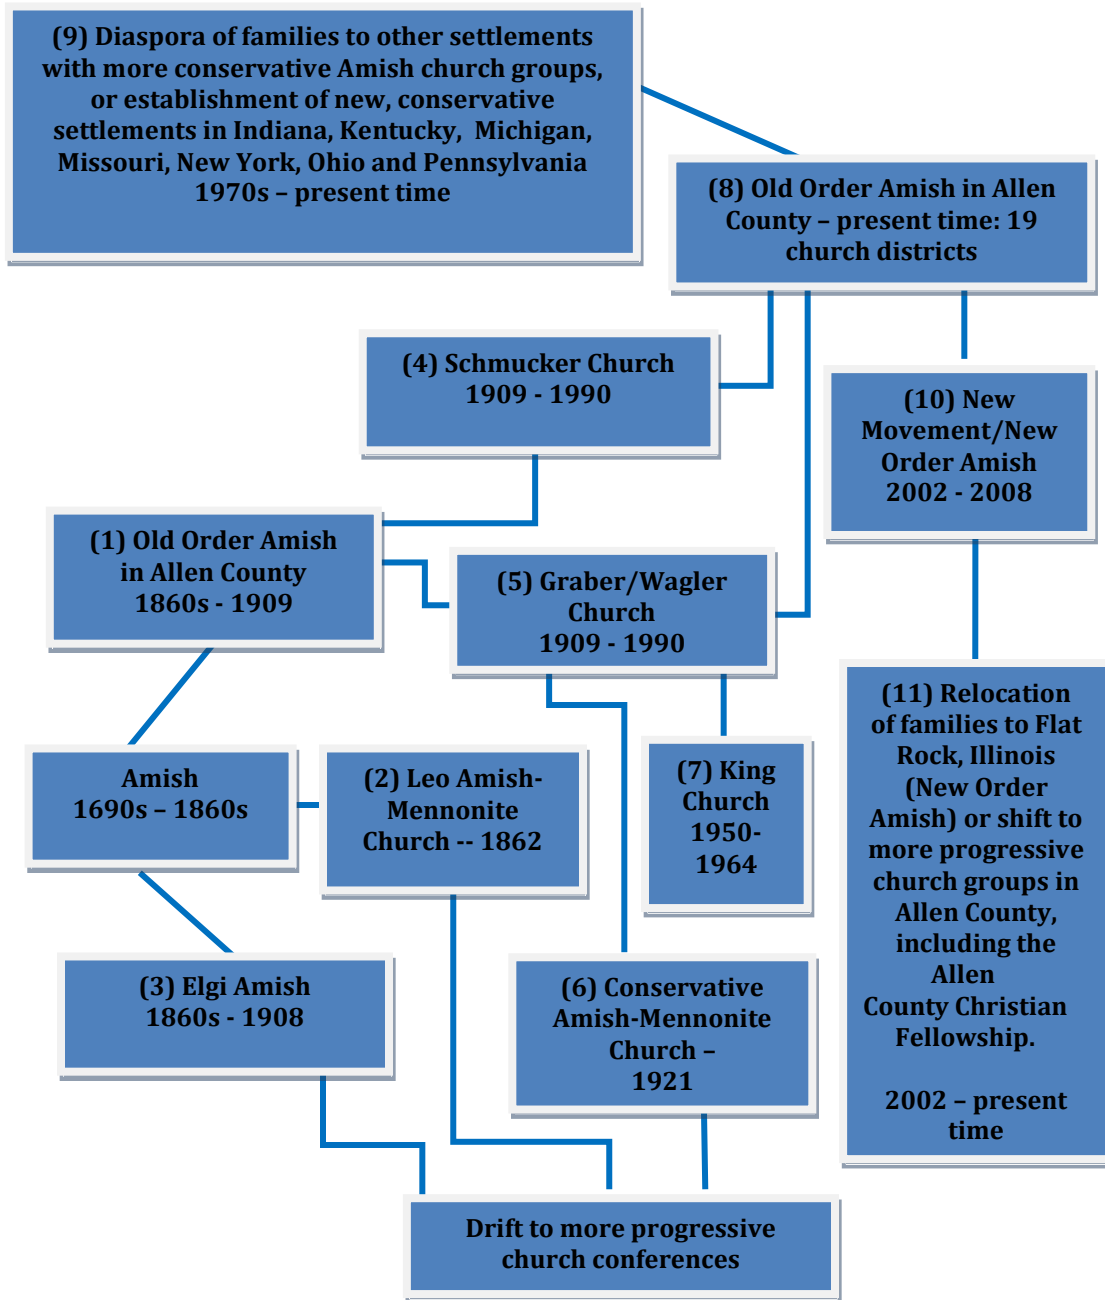 (9) Diaspora of families to other settlements
with more conservative Amish church groups,
or establishment of new, conservative
settlements in Indiana, Kentucky, Michigan,
Missouri, New York, Ohio and Pennsylvania
1970s – present time
(8) Old Order Amish in Allen
County – present time: 19
church districts
(4) Schmucker Church
1909 - 1990
(10) New
Movement/New
Order Amish
2002 - 2008
(1) Old Order Amish
in Allen County
1860s - 1909
(5) Graber/Wagler
Church
1909 - 1990
Amish
1690s – 1860s
(2) Leo Amish-
Mennonite
Church -- 1862
(7) King
Church
1950-
1964
(11) Relocation
of families to Flat
Rock, Illinois
(New Order
Amish) or shift to
more progressive
church groups in
Allen County,
including the
Allen
County Christian
Fellowship.
2002 – present
time
(3) Elgi Amish
1860s - 1908
(6) Conservative
Amish-Mennonite
Church –
1921
Drift to more progressive
church conferences